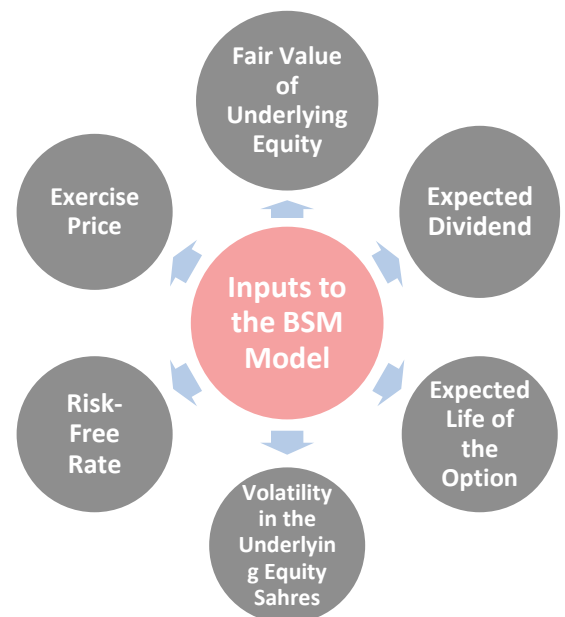 Fair Value
of
Underlying
Equity
Exercise
Price
Expected
Dividend
Inputs to
the BSM
Model
Risk-
Free
Rate
Expected
Life of
the
Option
Volatility
in the
Underlyin
g Equity
Sahres